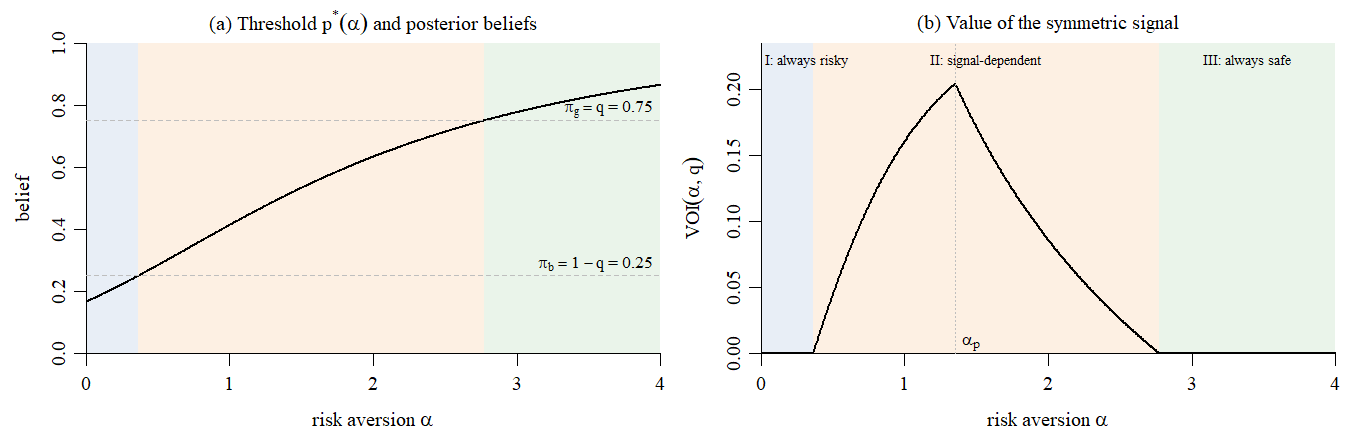 (a) Threshold p*(α) and posterior beliefs
belief
1.0
0.8
0.6
0.4
0.2
0.0
πg = q = 0.75
πb = 1 − q = 0.25
0 1 2 3 4
risk aversion α
(b) Value of the symmetric signal
VOI(α, q)
0.20
0.15
0.10
0.05
0.00
I: always risky II: signal-dependent III: always safe
αp
0 1 2 3 4
risk aversion α